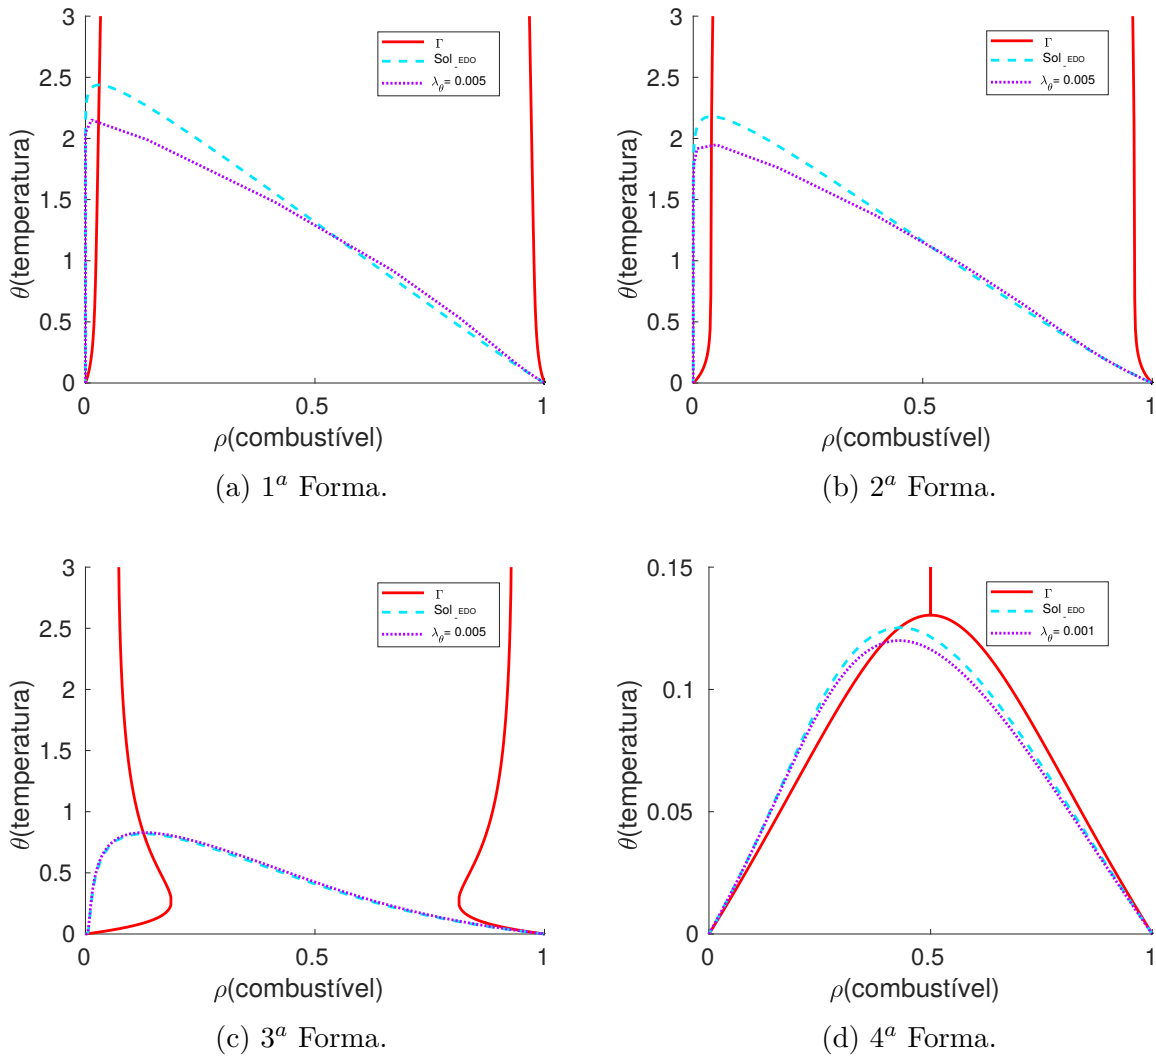 3
2.5
2
1.5
1
0.5
0
θ(temperatura)
Γ
Sol_EDO
λθ= 0.005
0
0.5
1
ρ(combustível)
(a) 1ª Forma.
3
2.5
2
1.5
1
0.5
0
θ(temperatura)
Γ
Sol_EDO
λθ= 0.005
0
0.5
1
ρ(combustível)
(b) 2ª Forma.
3
2.5
2
1.5
1
0.5
0
θ(temperatura)
Γ
Sol_EDO
λθ= 0.005
0
0.5
1
ρ(combustível)
(c) 3ª Forma.
0.15
0.1
0.05
0
θ(temperatura)
Γ
Sol_EDO
λθ= 0.001
0
0.5
1
ρ(combustível)
(d) 4ª Forma.